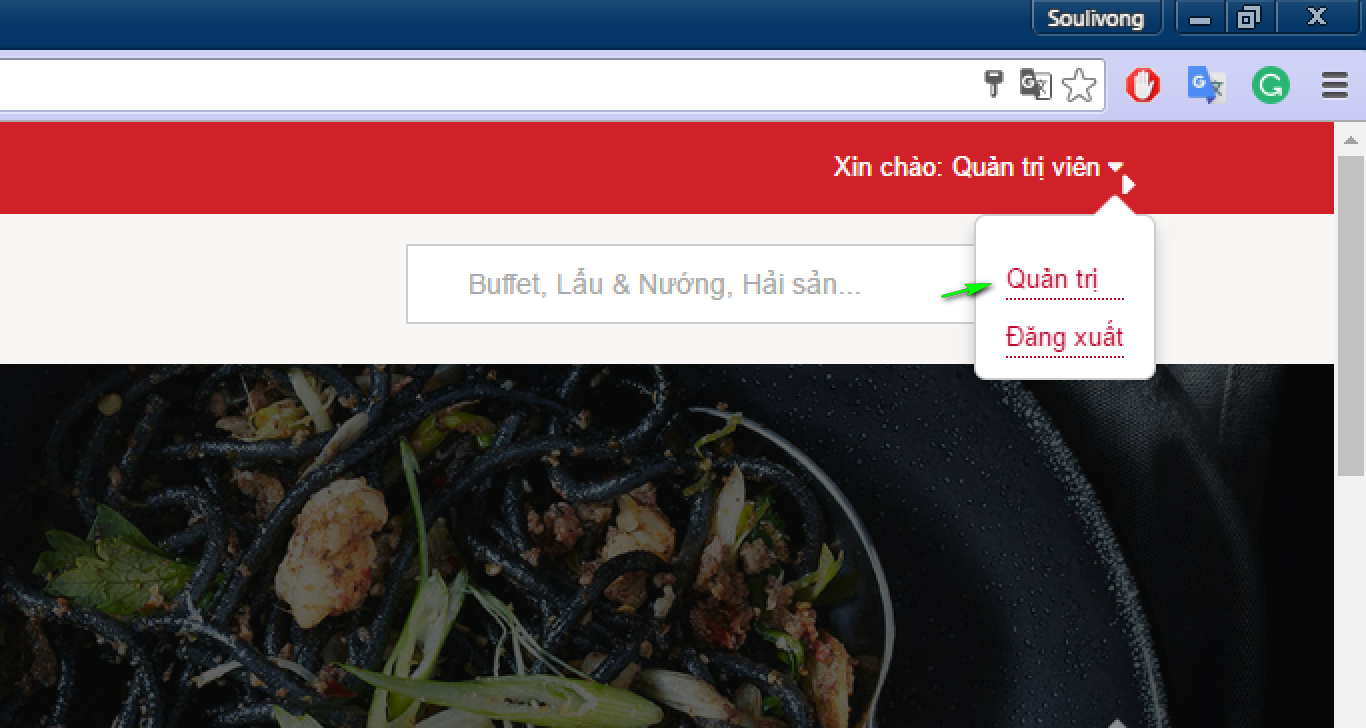 Soulivong
Xin chào: Quản trị viên
Buffet, Lẩu & Nướng, Hải sản...
Quản trị
Đăng xuất